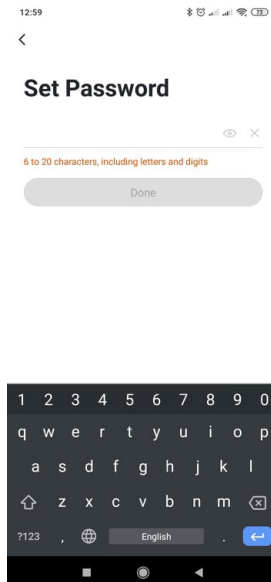 12:59
75
Set Password
6 to 20 characters, including letters and digits
Done
1 2 3 4 5 6 7 8 9 0
q w e r t y u i o p
a s d f g h j k l
z x c v b n m
?123 , English .